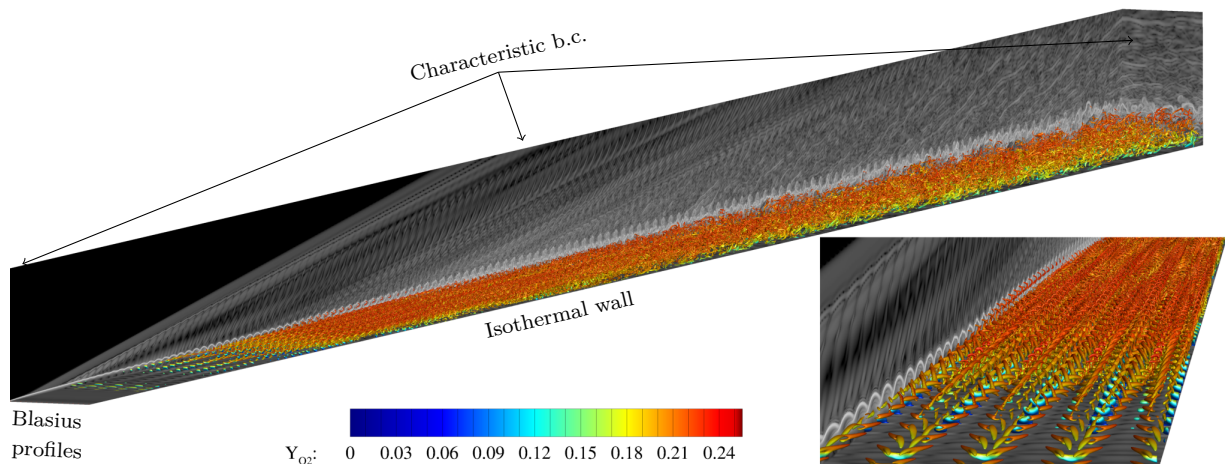 Characteristic b.c.
Isothermal wall
Blasius
profiles
Y_O2: 0 0.03 0.06 0.09 0.12 0.15 0.18 0.21 0.24